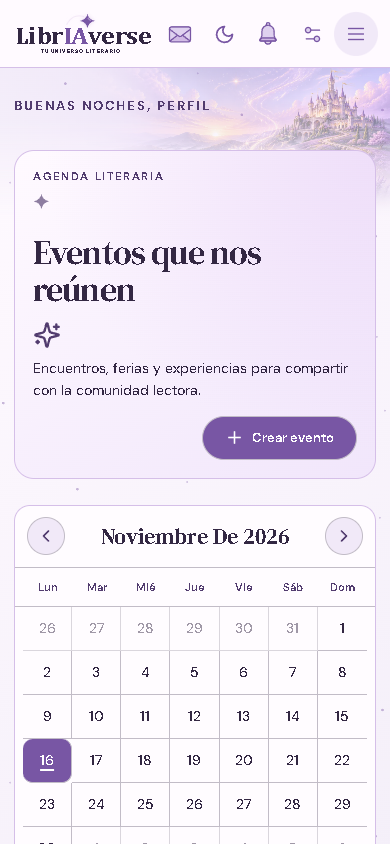 LibrIAverse
TU UNIVERSO LITERARIO
BUENAS NOCHES, PERFIL
AGENDA LITERARIA
Eventos que nos
reúnen
Encuentros, ferias y experiencias para compartir
con la comunidad lectora.
Crear evento
Noviembre De 2026
Lun Mar Mié Jue Vie Sáb Dom
26 27 28 29 30 31 1
2 3 4 5 6 7 8
9 10 11 12 13 14 15
16 17 18 19 20 21 22
23 24 25 26 27 28 29